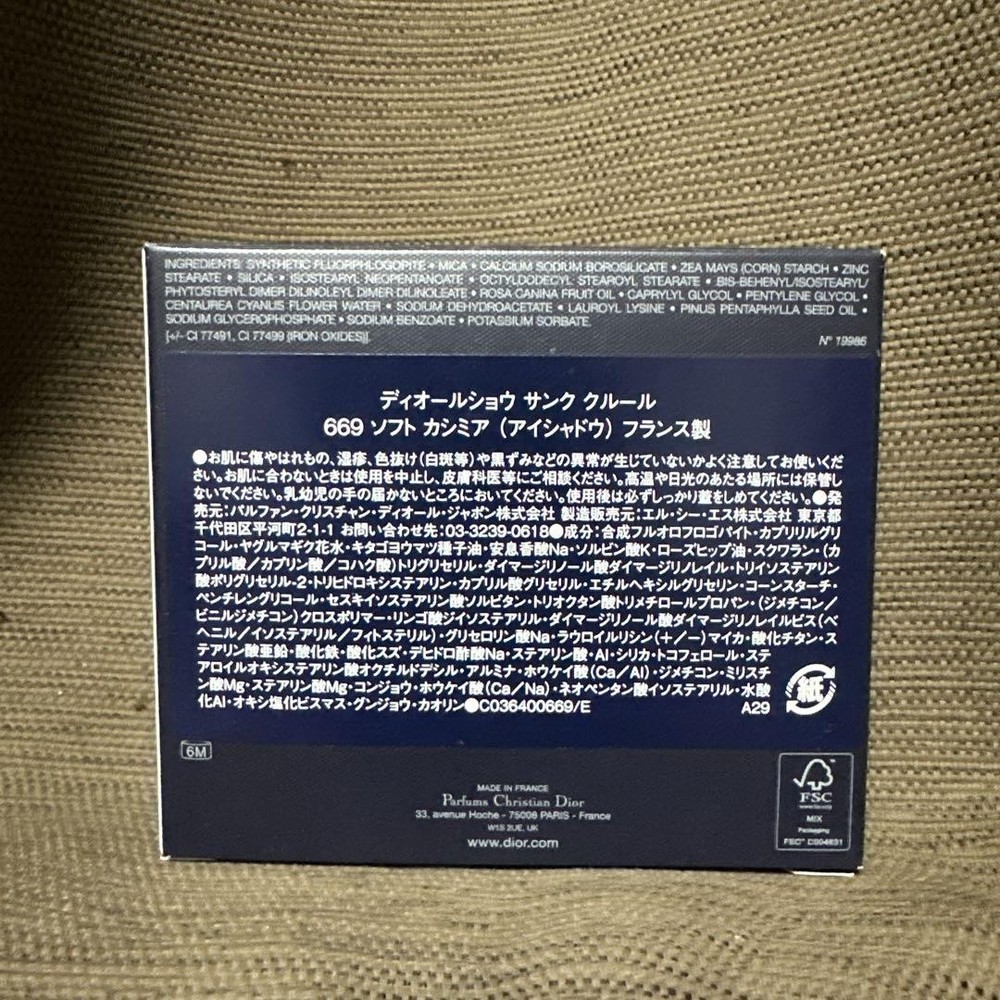 INGREDIENTS: SYNTHETIC FLUORPHLOGOPITE • MICA • CALCIUM SODIUM BOROSILICATE • ZEA MAYS (CORN) STARCH • ZINC
STEARATE • SILICA • ISOSTEARYL NEOPENTANOATE • OCTYLDODECYL STEAROYL STEARATE • BIS-BEHENYL/ISOSTEARYL/
PHYTOSTERYL DIMER DILINOLEYL DIMER DILINOLEATE • ROSA CANINA FRUIT OIL • CAPRYLYL GLYCOL • PENTYLENE GLYCOL •
CENTAUREA CYANUS FLOWER WATER • SODIUM DEHYDROACETATE • LAUROYL LYSINE • PINUS PENTAPHYLLA SEED OIL •
SODIUM GLYCEROPHOSPHATE • SODIUM BENZOATE • POTASSIUM SORBATE.
[+/- CI 77491, CI 77499 (IRON OXIDES)].
N° 19986
ディオールショウ サンク クルール
669 ソフト カシミア (アイシャドウ) フランス製
●お肌に傷やはれもの、湿疹、色抜け(白斑等)や黒ずみなどの異常が生じていないかよく注意してお使いくだ
さい。お肌に合わないときは使用を中止し、皮膚科医等にご相談ください。高温や日光のあたる場所には保管し
ないでください。乳幼児の手の届かないところにおいてください。使用後は必ずしっかり蓋をしめてください。●発
売元:パルファン・クリスチャン・ディオール・ジャポン株式会社 製造販売元:エル・シー・エス株式会社 東京都
千代田区平河町2-1-1 お問い合わせ先:03-3239-0618●成分:合成フルオロフロゴパイト・カプリリルグリ
コール・ヤグルマギク花水・キタゴヨウマツ種子油・安息香酸Na・ソルビン酸K・ローズヒップ油・スクワラン・(カ
プリル酸/カプリン酸/コハク酸)トリグリセリル・ダイマージリノール酸ダイマージリノレイル・トリイソステアリン
酸ポリグリセリル-2・トリヒドロキシステアリン・カプリル酸グリセリル・エチルヘキシルグリセリン・コーンスターチ・
ペンチレングリコール・セスキイソステアリン酸ソルビタン・トリオクタン酸トリメチロールプロパン・(ジメチコン/
ビニルジメチコン)クロスポリマー・リンゴ酸ジイソステアリル・ダイマージリノール酸ダイマージリノレイルビス(ベ
ヘニル/イソステアリル/フィトステリル)・グリセロリン酸Na・ラウロイルリシン(+/−)マイカ・酸化チタン・ス
テアリン酸亜鉛・酸化鉄・酸化スズ・デヒドロ酢酸Na・ステアリン酸・Al・シリカ・トコフェロール・ステ
アロイルオキシステアリン酸オクチルドデシル・アルミナ・ホウケイ酸(Ca/Al)・ジメチコン・ミリスチ
ン酸Mg・ステアリン酸Mg・コンジョウ・ホウケイ酸(Ca/Na)・ネオペンタン酸イソステアリル・水酸
化Al・オキシ塩化ビスマス・グンジョウ・カオリン●C036400669/E
A29
紙
6M
MADE IN FRANCE
Parfums Christian Dior
33, avenue Hoche - 75008 PARIS - France
W1S 2UE, UK
www.dior.com
FSC
MIX
Packaging
FSC™ C004631